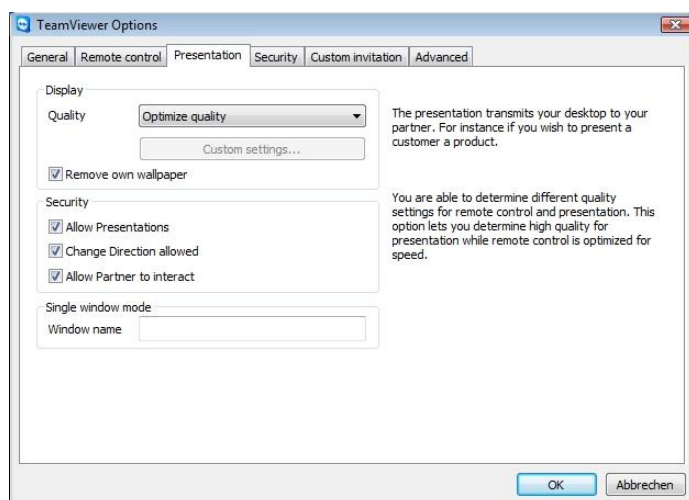 TeamViewer Options
General Remote control Presentation Security Custom invitation Advanced
Display
Quality Optimize quality
Custom settings...
Remove own wallpaper
The presentation transmits your desktop to your
partner. For instance if you wish to present a
customer a product.
Security
Allow Presentations
Change Direction allowed
Allow Partner to interact
You are able to determine different quality
settings for remote control and presentation. This
option lets you determine high quality for
presentation while remote control is optimized for
speed.
Single window mode
Window name
OK Abbrechen